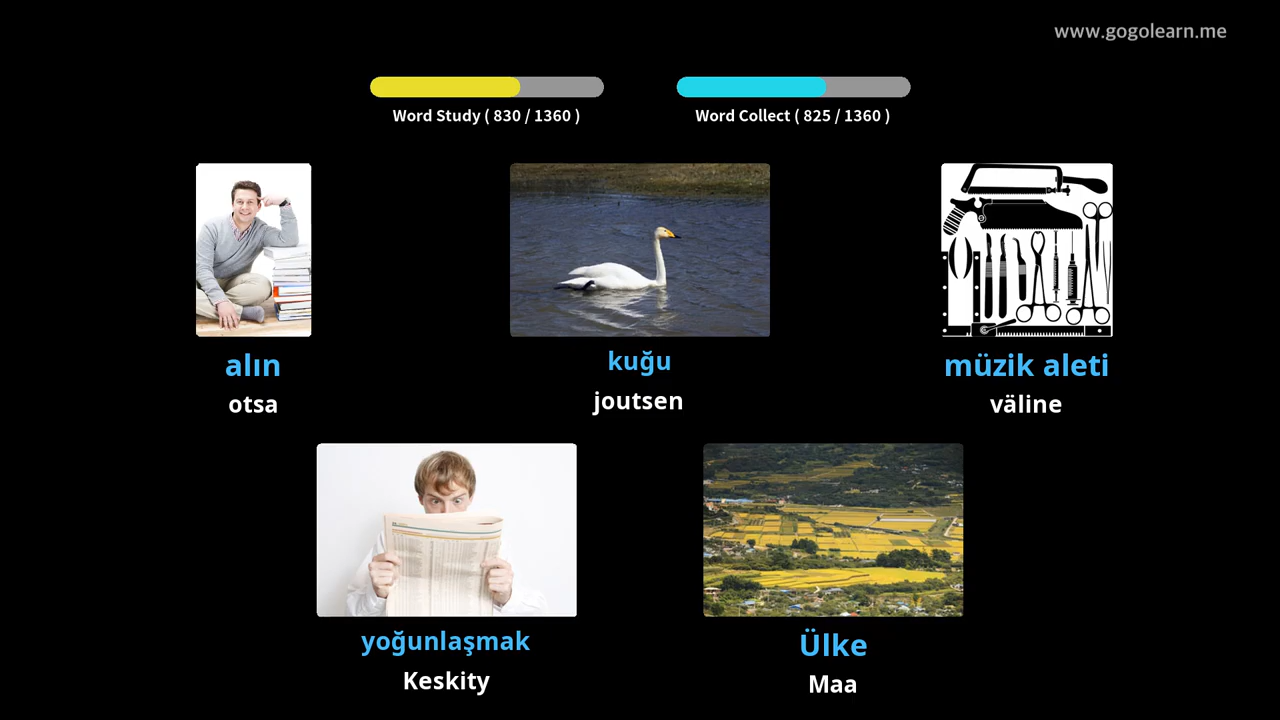 www.gogolearn.me
Word Study ( 830 / 1360 )
Word Collect ( 825 / 1360 )
alın
otsa
kuğu
joutsen
müzik aleti
väline
yoğunlaşmak
Keskity
Ülke
Maa